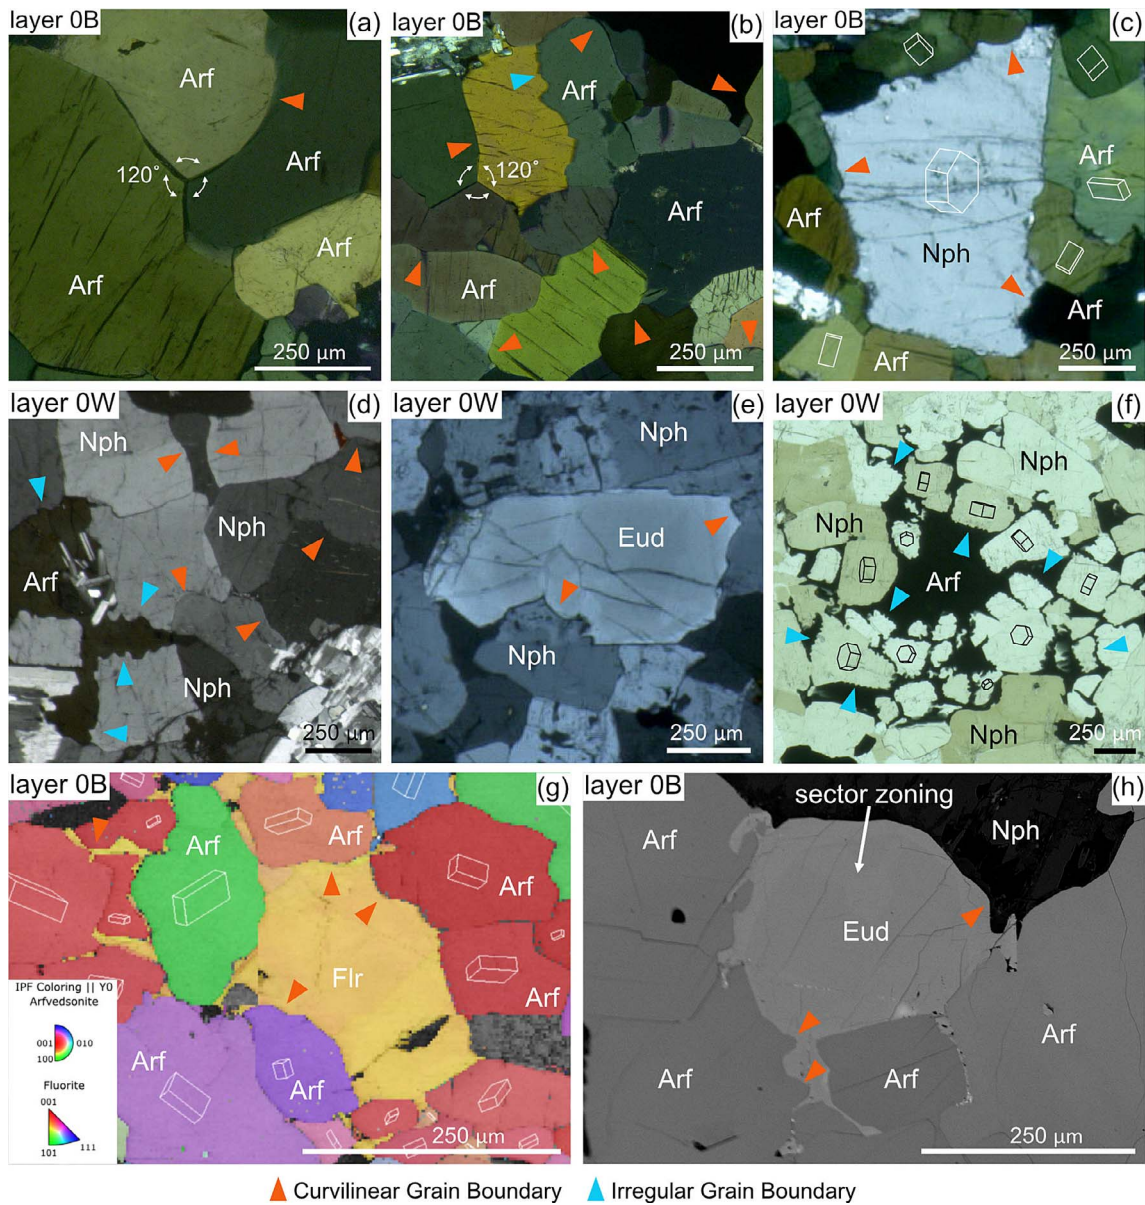 layer 0B
(a)
Arf
Arf
120°
Arf
Arf
250 µm
layer 0B
(b)
Arf
120°
Arf
Arf
250 µm
layer 0B
(c)
Arf
Arf
Nph
Arf
Arf
250 µm
layer 0W
(d)
Nph
Nph
Arf
Nph
250 µm
layer 0W
(e)
Nph
Eud
Nph
250 µm
layer 0W
(f)
Nph
Nph
Arf
Nph
250 µm
layer 0B
(g)
Arf
Arf
Arf
Flr
Arf
Arf
Arf
IPF Coloring || Y0
Arfvedsonite
001 010
100
Fluorite
001
101 111
250 µm
layer 0B
(h)
sector zoning
Nph
Arf
Eud
Arf
Arf
Arf
250 µm
Curvilinear Grain Boundary
Irregular Grain Boundary